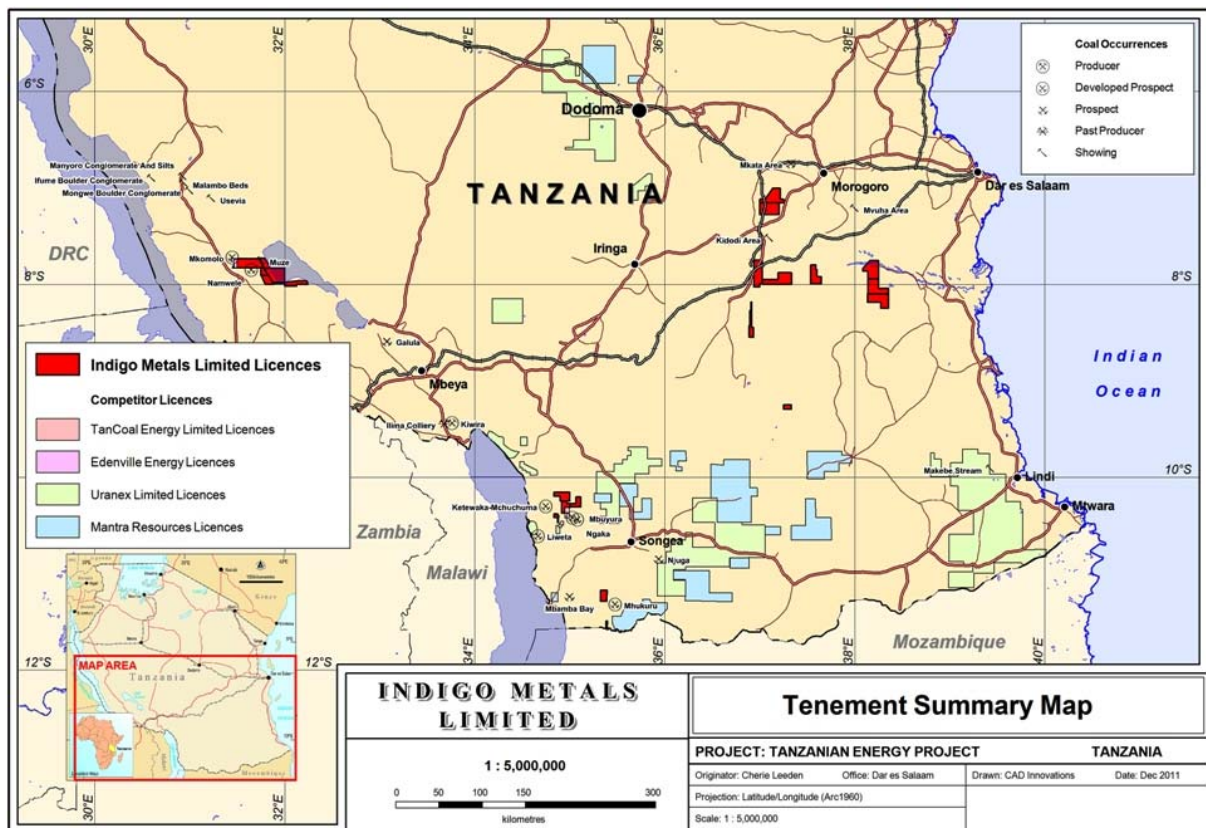 30°E
32°E
34°E
36°E
38°E
6°S
Dodoma
TANZANIA
Manyoro Conglomerate And Silts
Ifume Boulder Conglomerate
Mongwe Boulder Conglomerate
Malambo Beds
Usevia
Mkata Area
Morogoro
Dar es Salaam
Mvuha Area
Kidodi Area
Iringa
DRC
Mkomolo
Muze
Namwele
8°S
8°S
Galula
Mbeya
Illina Colliery
Kiwira
Indian
Ocean
Coal Occurrences
Producer
Developed Prospect
Prospect
Past Producer
Showing
Indigo Metals Limited Licences
Competitor Licences
TanCoal Energy Limited Licences
Edenville Energy Licences
Uranex Limited Licences
Mantra Resources Licences
Makebe Stream
Lindi
10°S
10°S
Mtwara
Ketewaka-Mchuchuma
Mbuyura
Ngaka
Liweta
Songea
Njuga
Zambia
Malawi
Mbamba Bay
Mhukuru
Mozambique
34°E
36°E
38°E
40°E
12°S
12°S
MAP AREA
Tanzania
30°E
32°E
INDIGO METALS
LIMITED
1 : 5,000,000
0 50 100 150 300
kilometres
Tenement Summary Map
PROJECT: TANZANIAN ENERGY PROJECT TANZANIA
Originator: Cherie Leeden Office: Dar es Salaam Drawn: CAD Innovations Date: Dec 2011
Projection: Latitude/Longitude (Arc1960)
Scale: 1 : 5,000,000